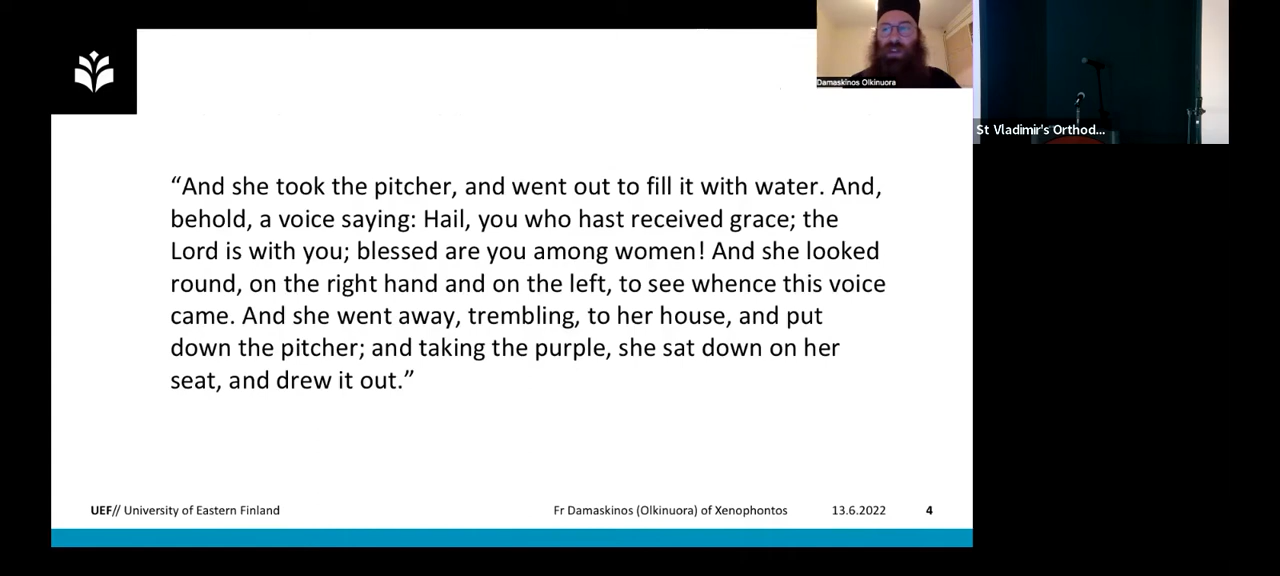 Damaskinos Olkinuora
St Vladimir's Orthod...
“And she took the pitcher, and went out to fill it with water. And,
behold, a voice saying: Hail, you who hast received grace; the
Lord is with you; blessed are you among women! And she looked
round, on the right hand and on the left, to see whence this voice
came. And she went away, trembling, to her house, and put
down the pitcher; and taking the purple, she sat down on her
seat, and drew it out.”
UEF// University of Eastern Finland
Fr Damaskinos (Olkinuora) of Xenophontos
13.6.2022
4